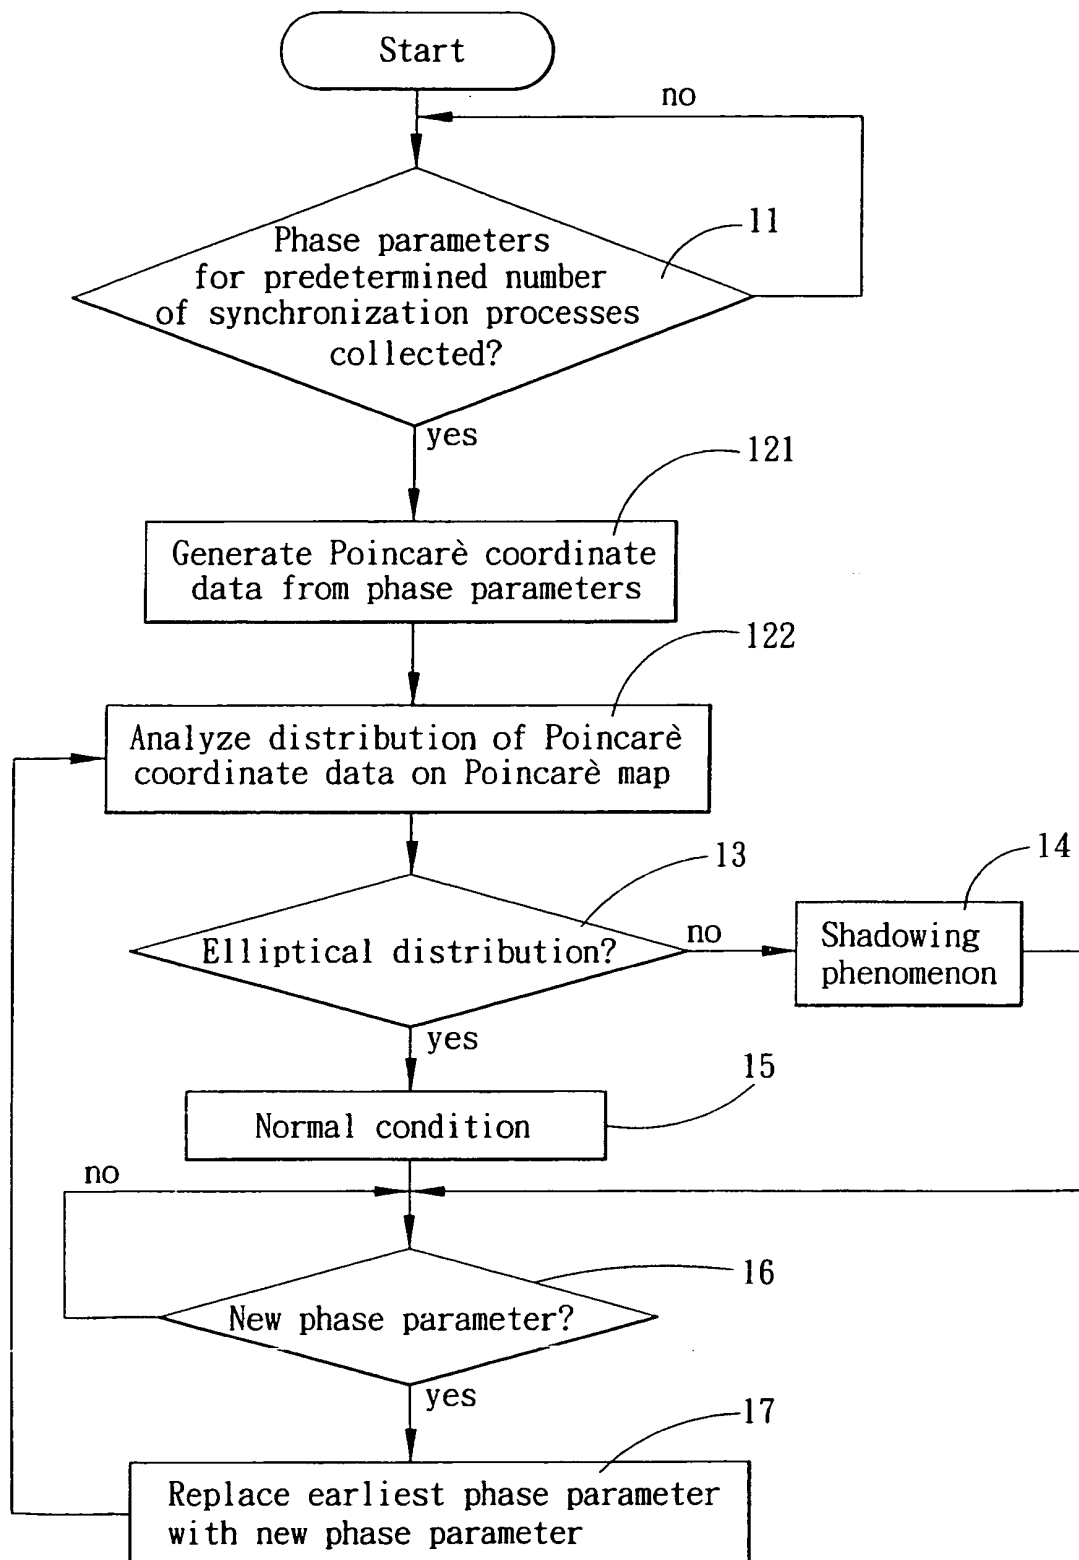 Start
no
11
Phase parameters
for predetermined number
of synchronization processes
collected?
yes
121
Generate Poincarè coordinate
data from phase parameters
122
Analyze distribution of Poincarè
coordinate data on Poincarè map
13
14
Elliptical distribution?
no
Shadowing
phenomenon
yes
15
Normal condition
no
16
New phase parameter?
yes
17
Replace earliest phase parameter
with new phase parameter